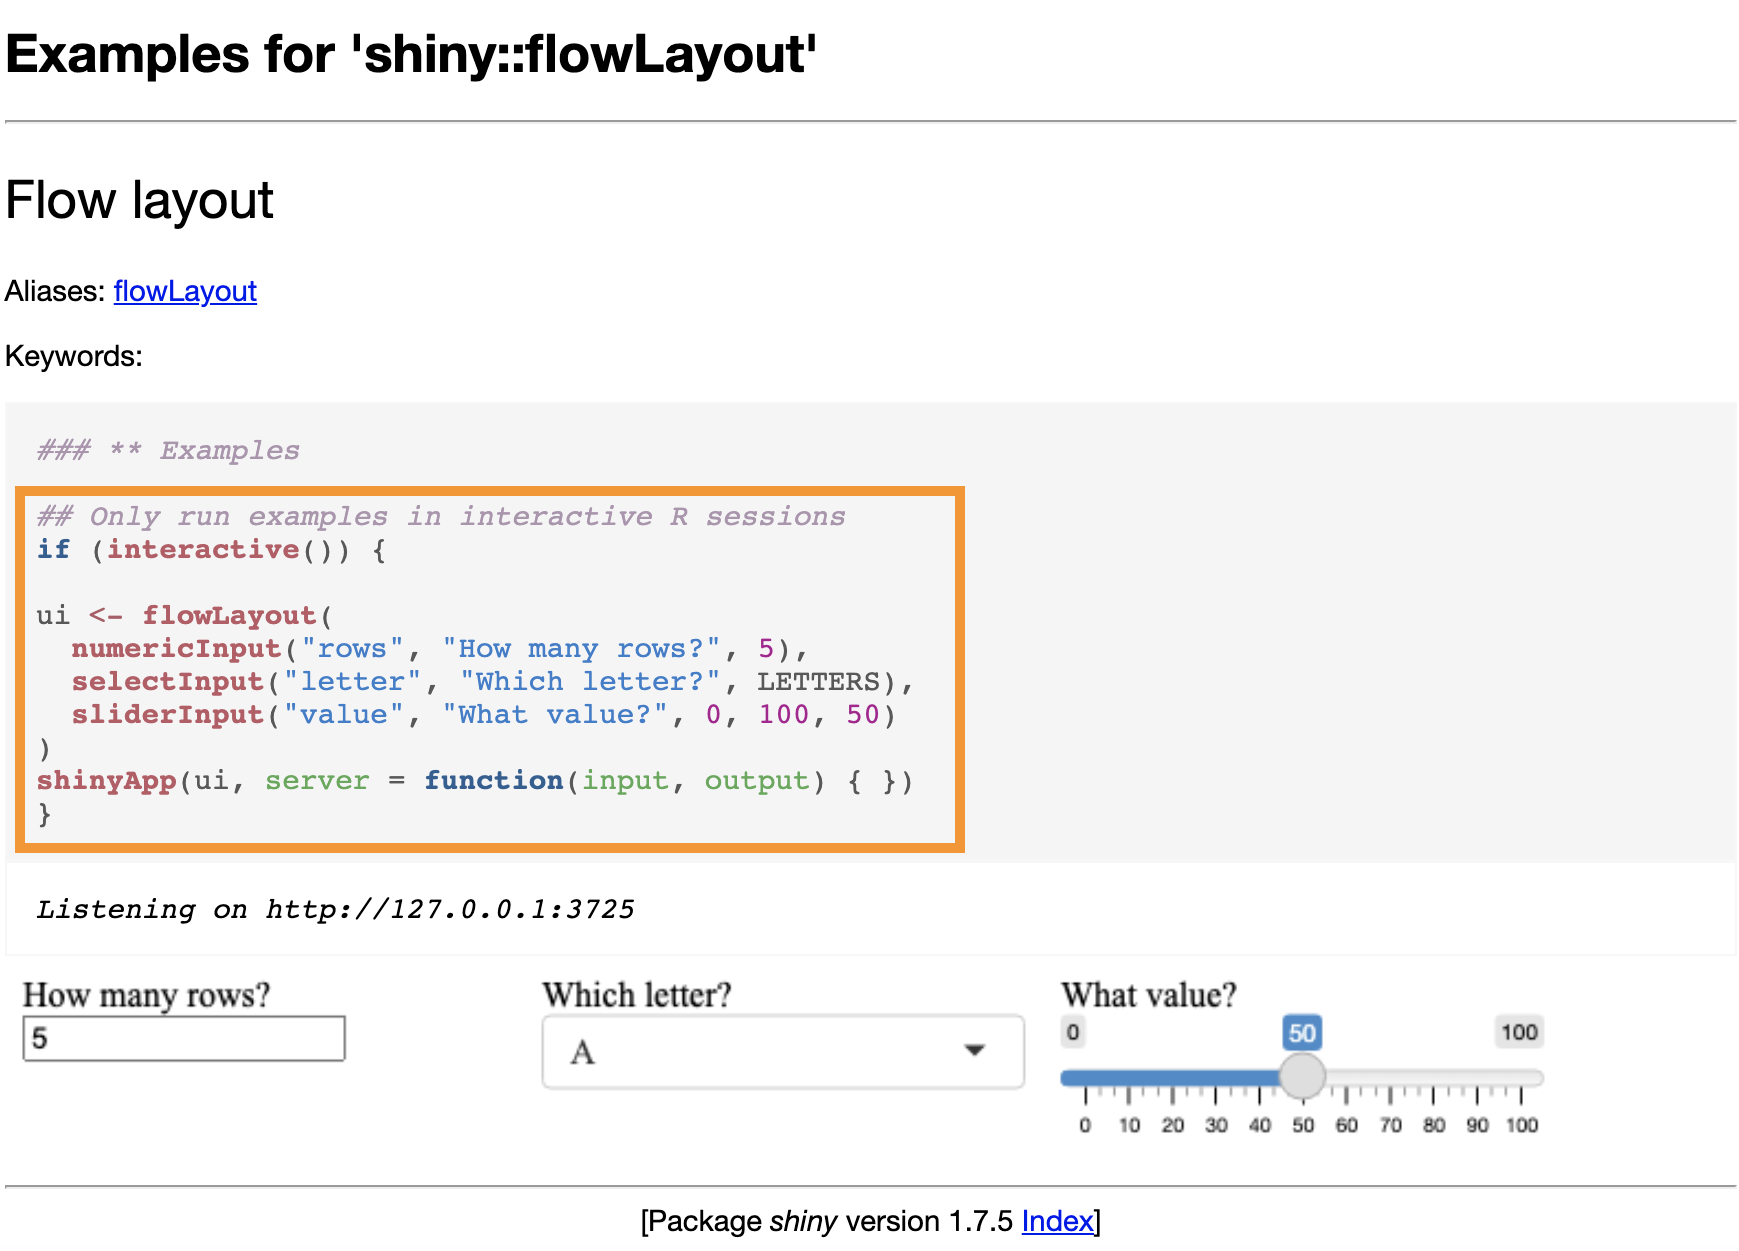 Examples for 'shiny::flowLayout'
Flow layout
Aliases: flowLayout
Keywords:
### ** Examples
## Only run examples in interactive R sessions
if (interactive()) {
ui <- flowLayout(
  numericInput("rows", "How many rows?", 5),
  selectInput("letter", "Which letter?", LETTERS),
  sliderInput("value", "What value?", 0, 100, 50)
)
shinyApp(ui, server = function(input, output) { })
}
Listening on http://127.0.0.1:3725
How many rows? Which letter? What value?
0 50 100
5 A
0 10 20 30 40 50 60 70 80 90 100
[Package shiny version 1.7.5 Index]